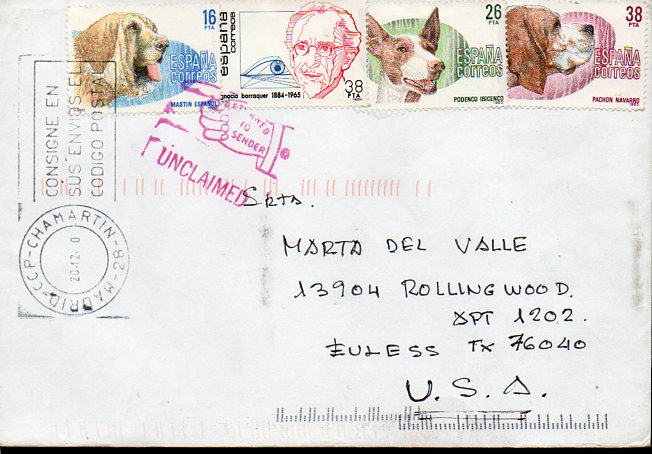 16
PTA
ESPAÑA
correos
MASTIN ESPAÑOL
españa
correos
ignacio barraquer 1884-1965
38
PTA
26
PTA
ESPAÑA
correos
PODENCO IBICENCO
38
PTA
ESPAÑA
correos
PACHON NAVARRO
CONSIGNE EN
SUS ENVIOS EL
CODIGO POSTAL
MADRID-CCP-CHAMARTIN-28-
20-12
RETURNED
TO
SENDER
UNCLAIMED
SRTA.
MARTA DEL VALLE
13904 ROLLINGWOOD.
APT 1202.
EULESS TX 76040
U.S.A.